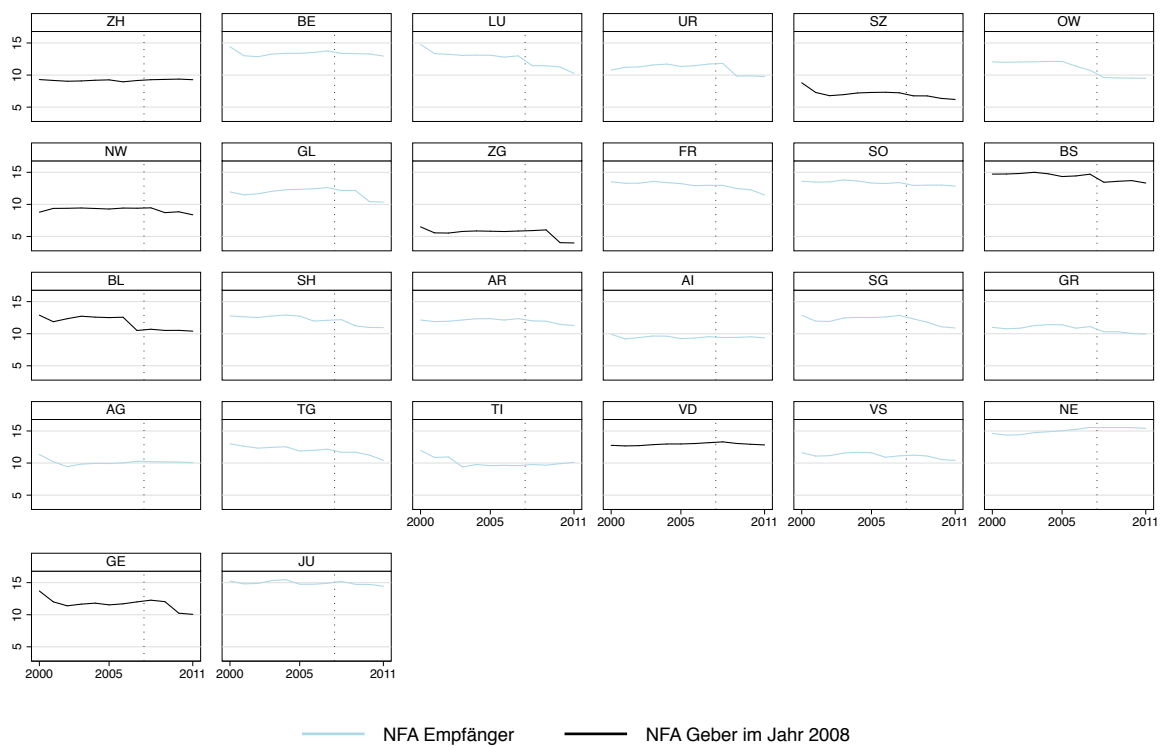 ZH BE LU UR SZ OW
15
10
5
NW GL ZG FR SO BS
15
10
5
BL SH AR AI SG GR
15
10
5
AG TG TI VD VS NE
15
10
5
2000 2005 2011 2000 2005 2011 2000 2005 2011 2000 2005 2011
GE JU
15
10
5
2000 2005 2011 2000 2005 2011
NFA Empfänger NFA Geber im Jahr 2008